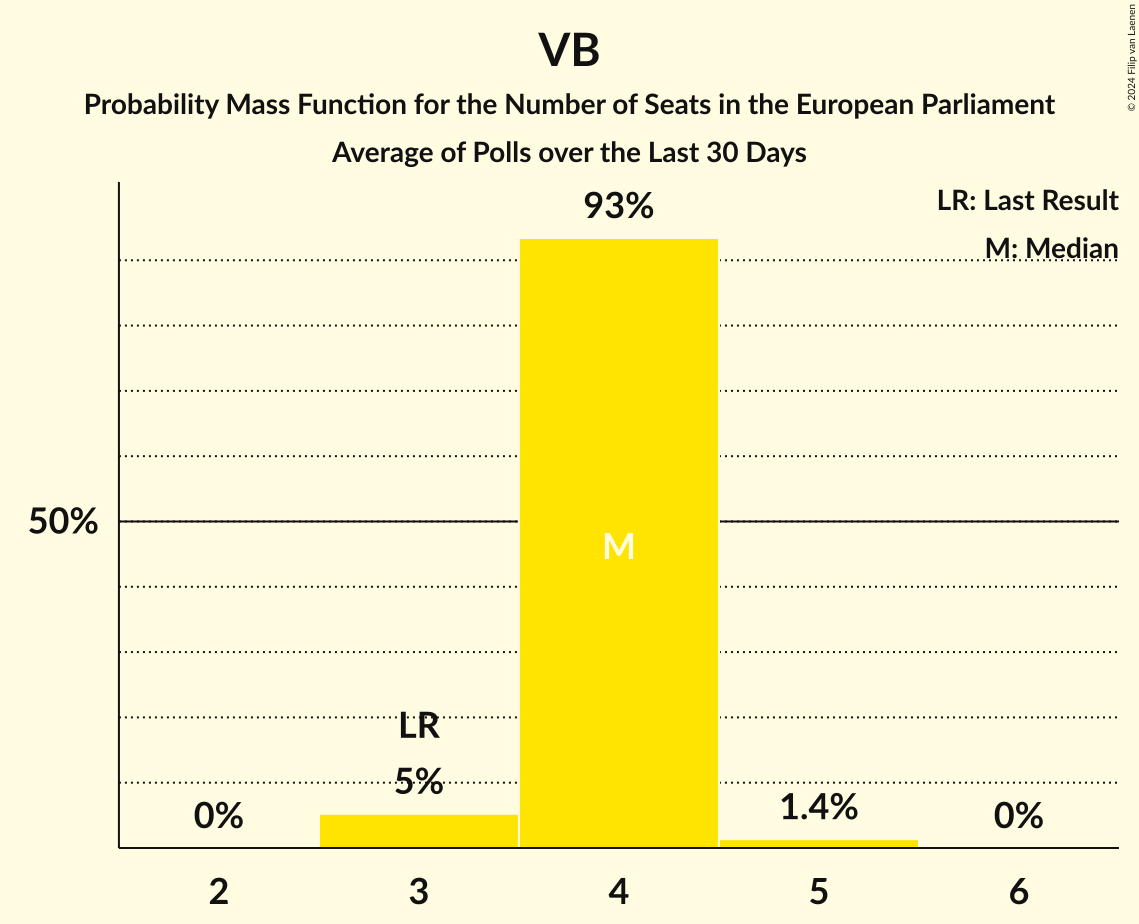 VB
Probability Mass Function for the Number of Seats in the European Parliament
Average of Polls over the Last 30 Days
© 2024 Filip van Laenen
LR: Last Result
M: Median
93%
50%
M
LR
5%
0%
1.4%
0%
2 3 4 5 6